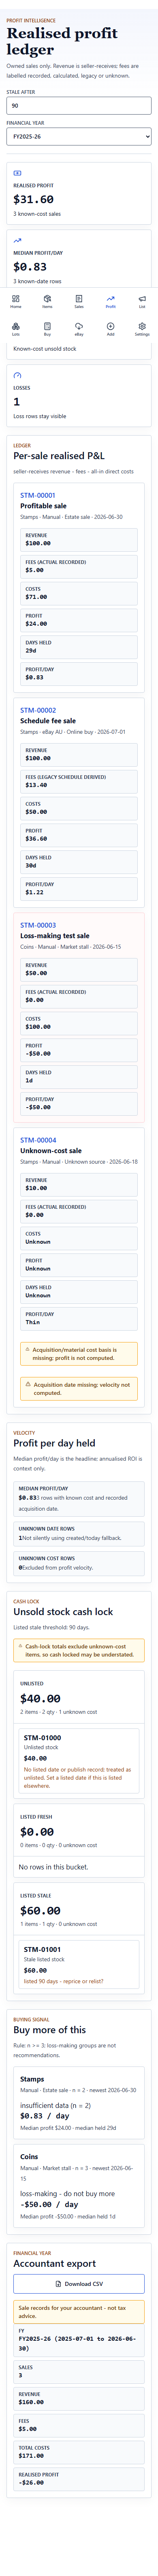 PROFIT INTELLIGENCE
Realised profit
ledger
Owned sales only. Revenue is seller-receives; fees are
labelled recorded, calculated, legacy or unknown.
STALE AFTER
90
FINANCIAL YEAR
FY2025-26
REALISED PROFIT
$31.60
3 known-cost sales
MEDIAN PROFIT/DAY
$0.83
3 known-date rows
Home
Items
Sales
Profit
List
Lots
Buy
eBay
Add
Settings
Known-cost unsold stock
LOSSES
1
Loss rows stay visible
LEDGER
Per-sale realised P&L
seller-receives revenue - fees - all-in direct costs
STM-00001
Profitable sale
Stamps · Manual · Estate sale · 2026-06-30
REVENUE
$100.00
FEES (ACTUAL RECORDED)
$5.00
COSTS
$71.00
PROFIT
$24.00
DAYS HELD
29d
PROFIT/DAY
$0.83
STM-00002
Schedule fee sale
Stamps · eBay AU · Online buy · 2026-07-01
REVENUE
$100.00
FEES (LEGACY SCHEDULE DERIVED)
$13.40
COSTS
$50.00
PROFIT
$36.60
DAYS HELD
30d
PROFIT/DAY
$1.22
STM-00003
Loss-making test sale
Coins · Manual · Market stall · 2026-06-15
REVENUE
$50.00
FEES (ACTUAL RECORDED)
$0.00
COSTS
$100.00
PROFIT
-$50.00
DAYS HELD
1d
PROFIT/DAY
-$50.00
STM-00004
Unknown-cost sale
Stamps · Manual · Unknown source · 2026-06-18
REVENUE
$10.00
FEES (ACTUAL RECORDED)
$0.00
COSTS
Unknown
PROFIT
Unknown
DAYS HELD
Unknown
PROFIT/DAY
Thin
Acquisition/material cost basis is
missing; profit is not computed.
Acquisition date missing; velocity not
computed.
VELOCITY
Profit per day held
Median profit/day is the headline; annualised ROI is
context only.
MEDIAN PROFIT/DAY
$0.833 rows with known cost and recorded
acquisition date.
UNKNOWN DATE ROWS
1Not silently using created/today fallback.
UNKNOWN COST ROWS
0Excluded from profit velocity.
CASH LOCK
Unsold stock cash lock
Listed stale threshold: 90 days.
Cash-lock totals exclude unknown-cost
items, so cash locked may be understated.
UNLISTED
$40.00
2 items · 2 qty · 1 unknown cost
STM-01000
Unlisted stock
$40.00
No listed date or publish record; treated as
unlisted. Set a listed date if this is listed
elsewhere.
LISTED FRESH
$0.00
0 items · 0 qty · 0 unknown cost
No rows in this bucket.
LISTED STALE
$60.00
1 items · 1 qty · 0 unknown cost
STM-01001
Stale listed stock
$60.00
listed 90 days - reprice or relist?
BUYING SIGNAL
Buy more of this
Rule: n >= 3; loss-making groups are not
recommendations.
Stamps
Manual · Estate sale · n = 2 · newest 2026-06-30
insufficient data (n = 2)
$0.83 / day
Median profit $24.00 · median held 29d
Coins
Manual · Market stall · n = 3 · newest 2026-06-
15
loss-making - do not buy more
-$50.00 / day
Median profit -$50.00 · median held 1d
FINANCIAL YEAR
Accountant export
Download CSV
Sale records for your accountant - not tax
advice.
FY
FY2025-26 (2025-07-01 to 2026-06-
30)
SALES
3
REVENUE
$160.00
FEES
$5.00
TOTAL COSTS
$171.00
REALISED PROFIT
-$26.00